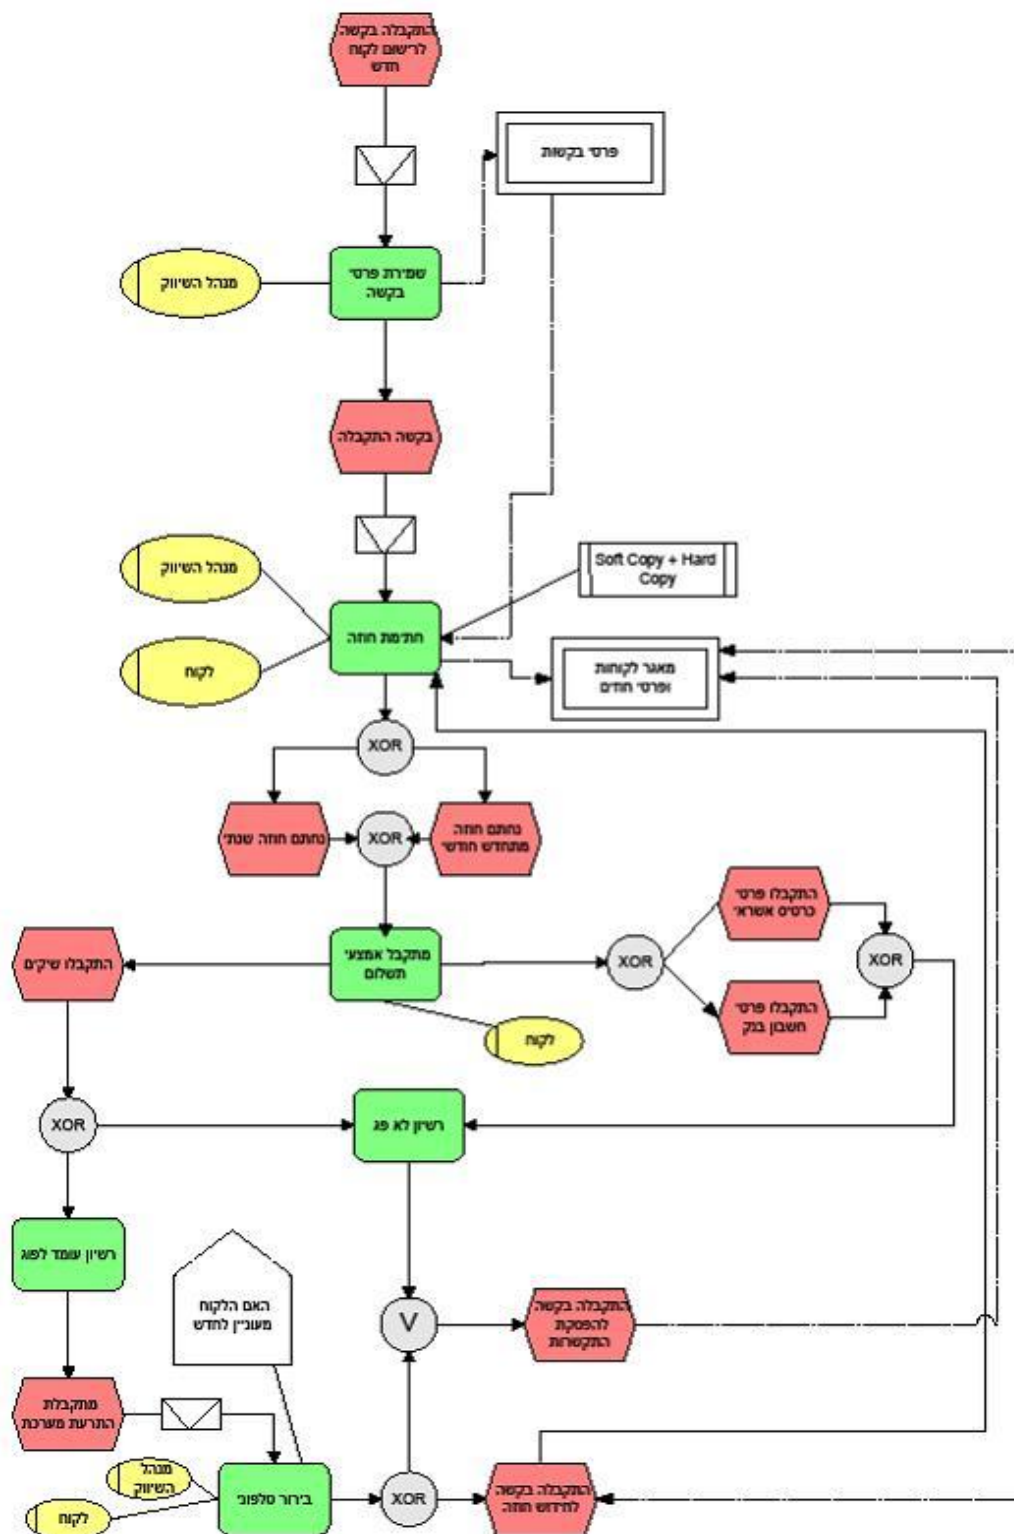 התקבלה בקשה
לרישום לקוח
חדש
פרטי בקשות
שמירת פרטי
בקשה
מנהל השיווק
בקשה התקבלה
מנהל השיווק
Soft Copy + Hard
Copy
חתימת חוזה
לקוח
מאגר לקוחות
ופרטי חוזים
XOR
נחתם חוזה
מתחדש חודשי
XOR
נחתם חוזה שנתי
התקבלו פרטי
כרטיס אשראי
מתקבל אמצעי
תשלום
התקבלו שיקים
XOR
XOR
התקבלו פרטי
חשבון בנק
לקוח
XOR
רשיון לא פג
רשיון עומד לפוג
האם הלקוח
מעוניין לחדש
V
התקבלה בקשה
להפסקת
התקשרות
מתקבלת
התרעת מערכת
מנהל
השיווק
בירור טלפוני
XOR
התקבלה בקשה
לחידוש חוזה
לקוח